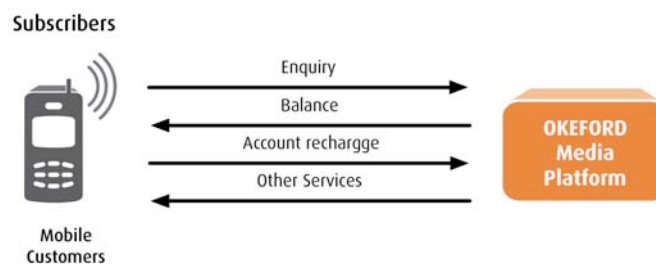 Subscribers
Enquiry
Balance
Account rechargge
Other Services
OKEFORD
Media
Platform
Mobile
Customers